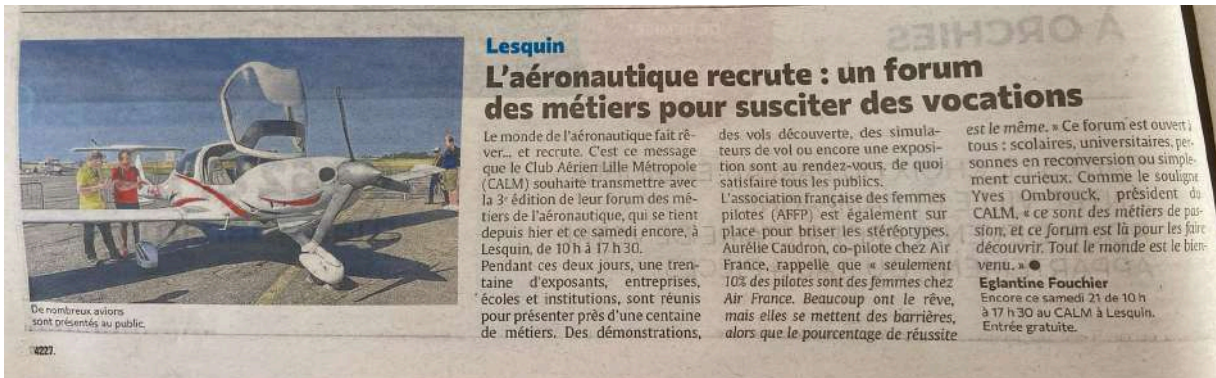 Lesquin
L'aéronautique recrute : un forum
des métiers pour susciter des vocations
Le monde de l'aéronautique fait rê-
ver... et recrute. C'est ce message
que le Club Aérien Lille Métropole
(CALM) souhaite transmettre avec
la 3e édition de leur forum des mé-
tiers de l'aéronautique, qui se tient
depuis hier et ce samedi encore, à
Lesquin, de 10 h à 17 h 30.
Pendant ces deux jours, une tren-
taine d'exposants, entreprises,
écoles et institutions, sont réunis
pour présenter près d'une centaine
de métiers. Des démonstrations,
des vols découverte, des simula-
teurs de vol ou encore une exposi-
tion sont au rendez-vous, de quoi
satisfaire tous les publics.
L'association française des femmes
pilotes (AFFP) est également sur
place pour briser les stéréotypes.
Aurélie Caudron, co-pilote chez Air
France, rappelle que « seulement
10% des pilotes sont des femmes chez
Air France. Beaucoup ont le rêve,
mais elles se mettent des barrières,
alors que le pourcentage de réussite
est le même. » Ce forum est ouvert à
tous : scolaires, universitaires, per-
sonnes en reconversion ou simple-
ment curieux. Comme le souligne
Yves Ombrouck, président du
CALM, « ce sont des métiers de pas-
sion, et ce forum est là pour les faire
découvrir. Tout le monde est le bien-
venu. » ●
Eglantine Fouchier
Encore ce samedi 21 de 10 h
à 17 h 30 au CALM à Lesquin.
Entrée gratuite.
De nombreux avions
sont présentés au public.
4227.